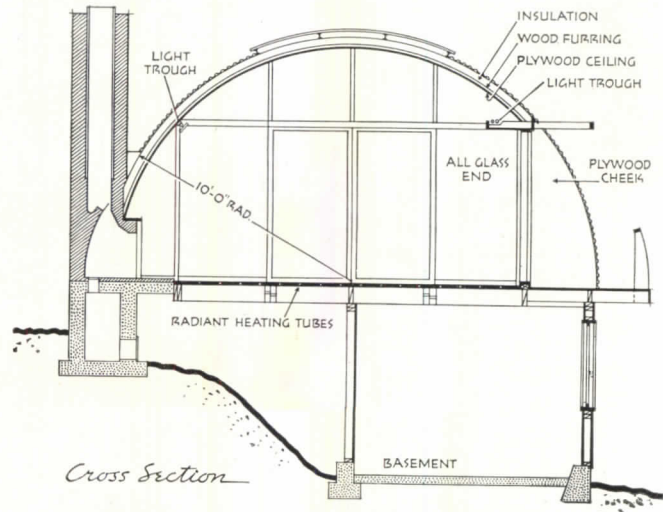 INSULATION
WOOD FURRING
PLYWOOD CEILING
LIGHT TROUGH
LIGHT
TROUGH
ALL GLASS
END
PLYWOOD
CHEEK
10'-0" RAD.
RADIANT HEATING TUBES
BASEMENT
Cross Section